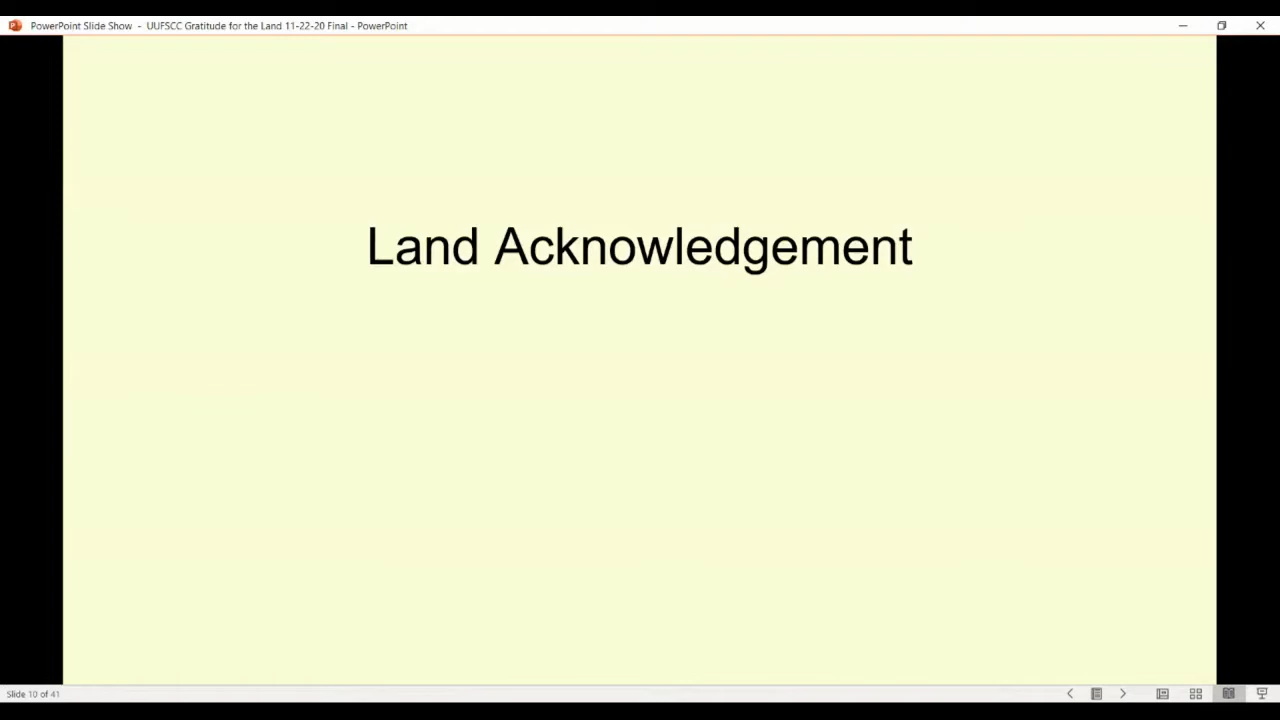 PowerPoint Slide Show - UUFSCC Gratitude for the Land 11-22-20 Final - PowerPoint
Land Acknowledgement
Slide 10 of 41